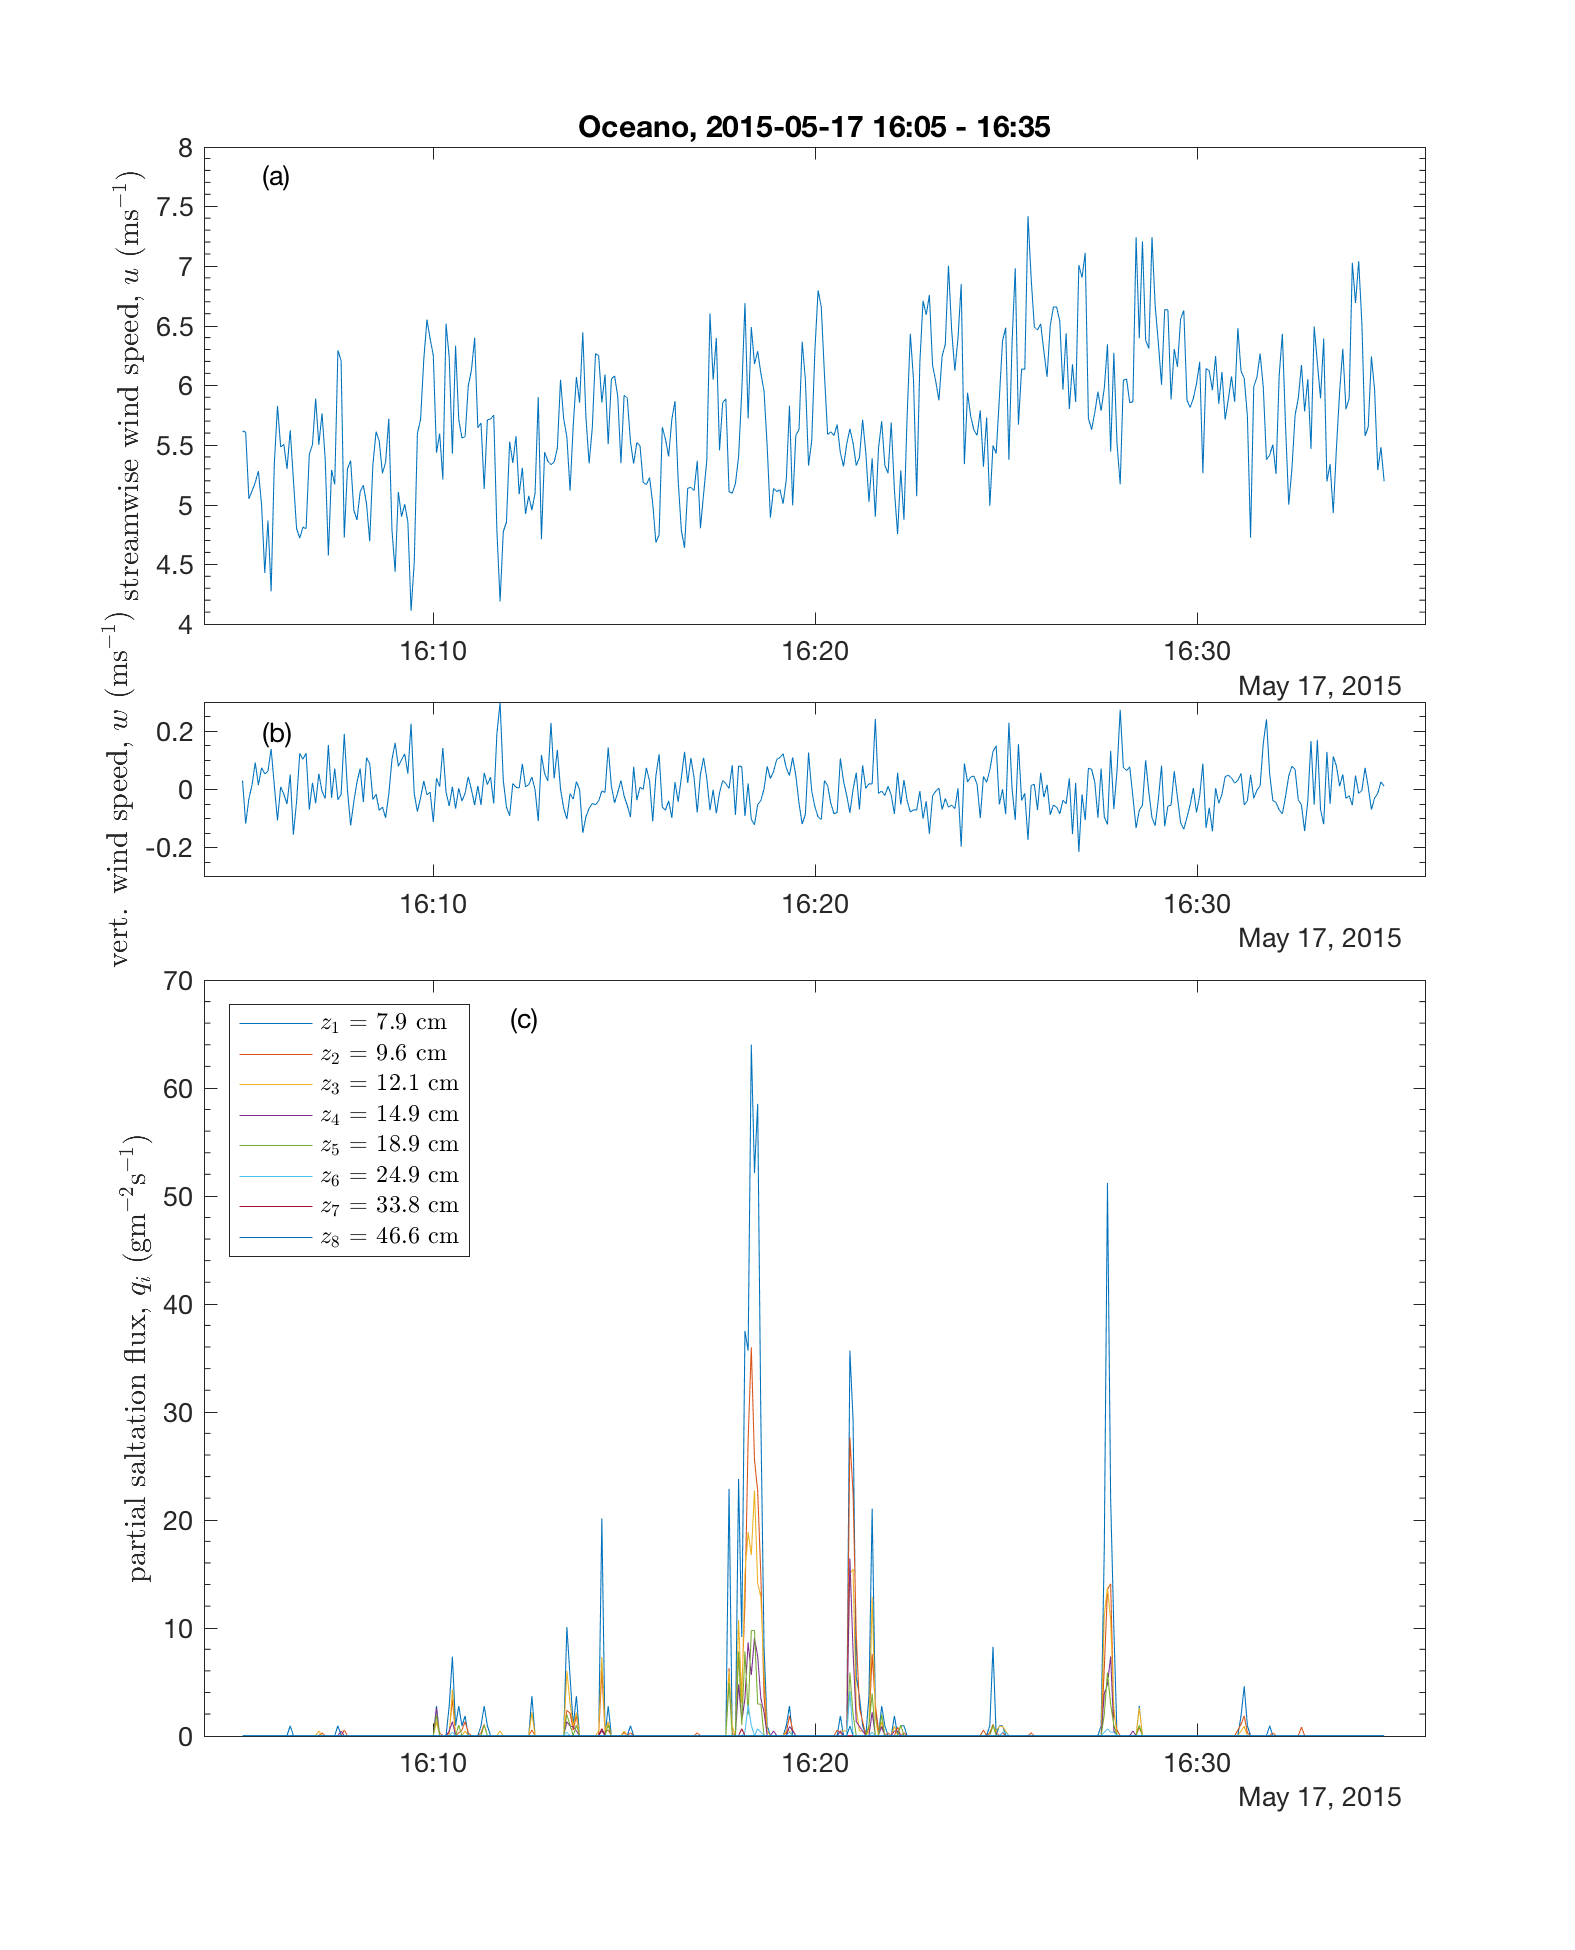 Oceano, 2015-05-17 16:05 - 16:35
(a)
streamwise wind speed, u (ms⁻¹)
8
7.5
7
6.5
6
5.5
5
4.5
4
16:10 16:20 16:30
May 17, 2015
(b)
vert. wind speed, w (ms⁻¹)
0.2
0
-0.2
16:10 16:20 16:30
May 17, 2015
(c)
partial saltation flux, qᵢ (gm⁻²s⁻¹)
70
60
50
40
30
20
10
0
z₁ = 7.9 cm
z₂ = 9.6 cm
z₃ = 12.1 cm
z₄ = 14.9 cm
z₅ = 18.9 cm
z₆ = 24.9 cm
z₇ = 33.8 cm
z₈ = 46.6 cm
16:10 16:20 16:30
May 17, 2015